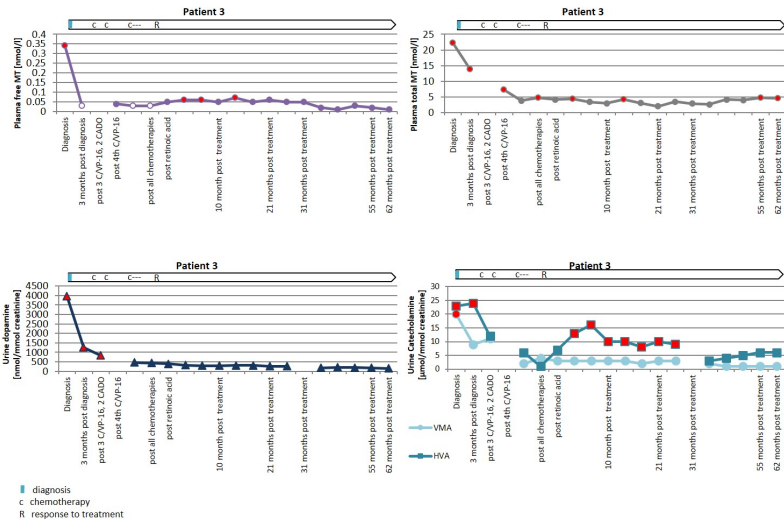 Patient 3
c c c--- R
Plasma free MT [nmol/l]
0.4
0.35
0.3
0.25
0.2
0.15
0.1
0.05
0
Diagnosis
3 months post diagnosis
post 3 C/VP-16, 2 CADO
post 4th C/VP-16
post all chemotherapies
post retinoic acid
10 month post treatment
21 months post treatment
31 months post treatment
55 months post treatment
62 months post treatment
Patient 3
c c c--- R
Plasma total MT [nmol/l]
25
20
15
10
5
0
Diagnosis
3 months post diagnosis
post 3 C/VP-16, 2 CADO
post 4th C/VP-16
post all chemotherapies
post retinoic acid
10 month post treatment
21 months post treatment
31 months post treatment
55 months post treatment
62 months post treatment
Patient 3
c c c--- R
Urine dopamine
[nmol/mmol creatinine]
4500
4000
3500
3000
2500
2000
1500
1000
500
0
Diagnosis
3 months post diagnosis
post 3 C/VP-16, 2 CADO
post 4th C/VP-16
post all chemotherapies
post retinoic acid
10 month post treatment
21 months post treatment
31 months post treatment
55 months post treatment
62 months post treatment
Patient 3
c c c--- R
Urine Catecholamine
[µmol/mmol creatinine]
30
25
20
15
10
5
0
Diagnosis
3 months post diagnosis
post 3 C/VP-16, 2 CADO
post 4th C/VP-16
post all chemotherapies
post retinoic acid
10 month post treatment
21 months post treatment
31 months post treatment
55 months post treatment
62 months post treatment
VMA
HVA
diagnosis
c chemotherapy
R response to treatment